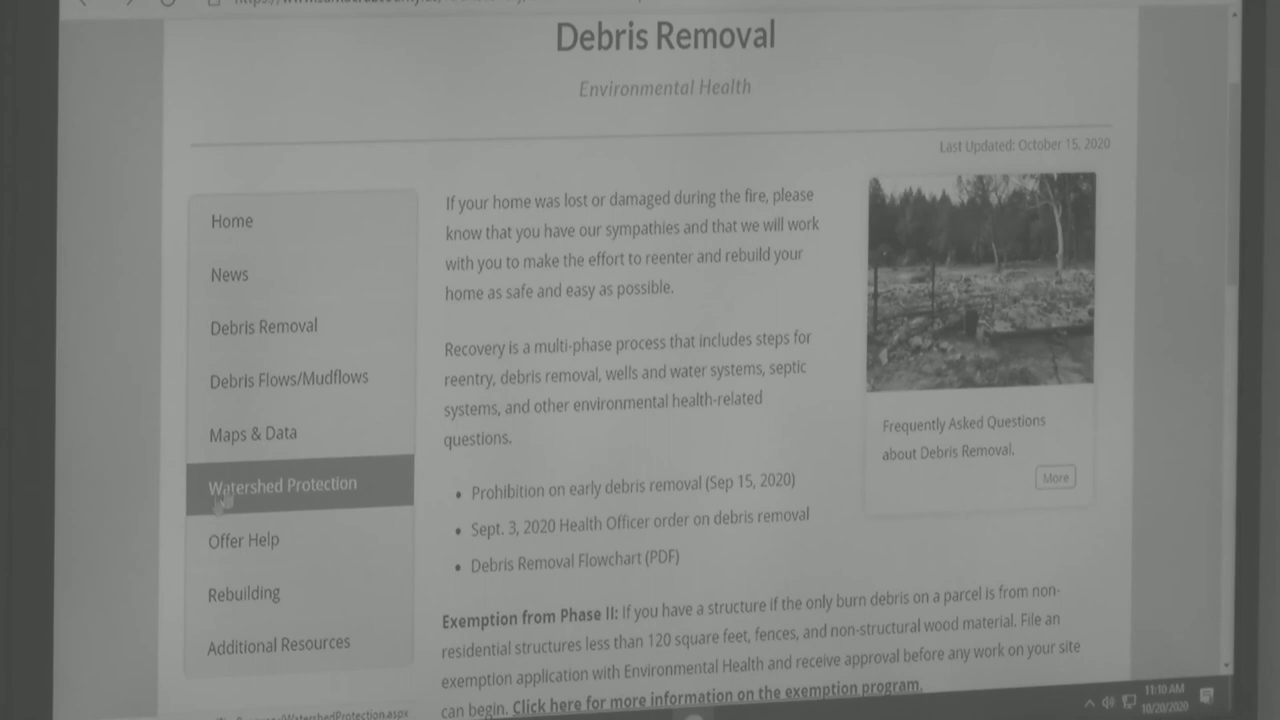 Debris Removal
Environmental Health
Last Updated: October 15, 2020
Home
News
Debris Removal
Debris Flows/Mudflows
Maps & Data
Watershed Protection
Offer Help
Rebuilding
Additional Resources
If your home was lost or damaged during the fire, please
know that you have our sympathies and that we will work
with you to make the effort to reenter and rebuild your
home as safe and easy as possible.
Recovery is a multi-phase process that includes steps for
reentry, debris removal, wells and water systems, septic
systems, and other environmental health-related
questions.
• Prohibition on early debris removal (Sep 15, 2020)
• Sept. 3, 2020 Health Officer order on debris removal
• Debris Removal Flowchart (PDF)
Frequently Asked Questions
about Debris Removal.
More
Exemption from Phase II: If you have a structure if the only burn debris on a parcel is from non-
residential structures less than 120 square feet, fences, and non-structural wood material. File an
exemption application with Environmental Health and receive approval before any work on your site
can begin. Click here for more information on the exemption program.
WatershedProtection.aspx
11:10 AM
10/20/2020